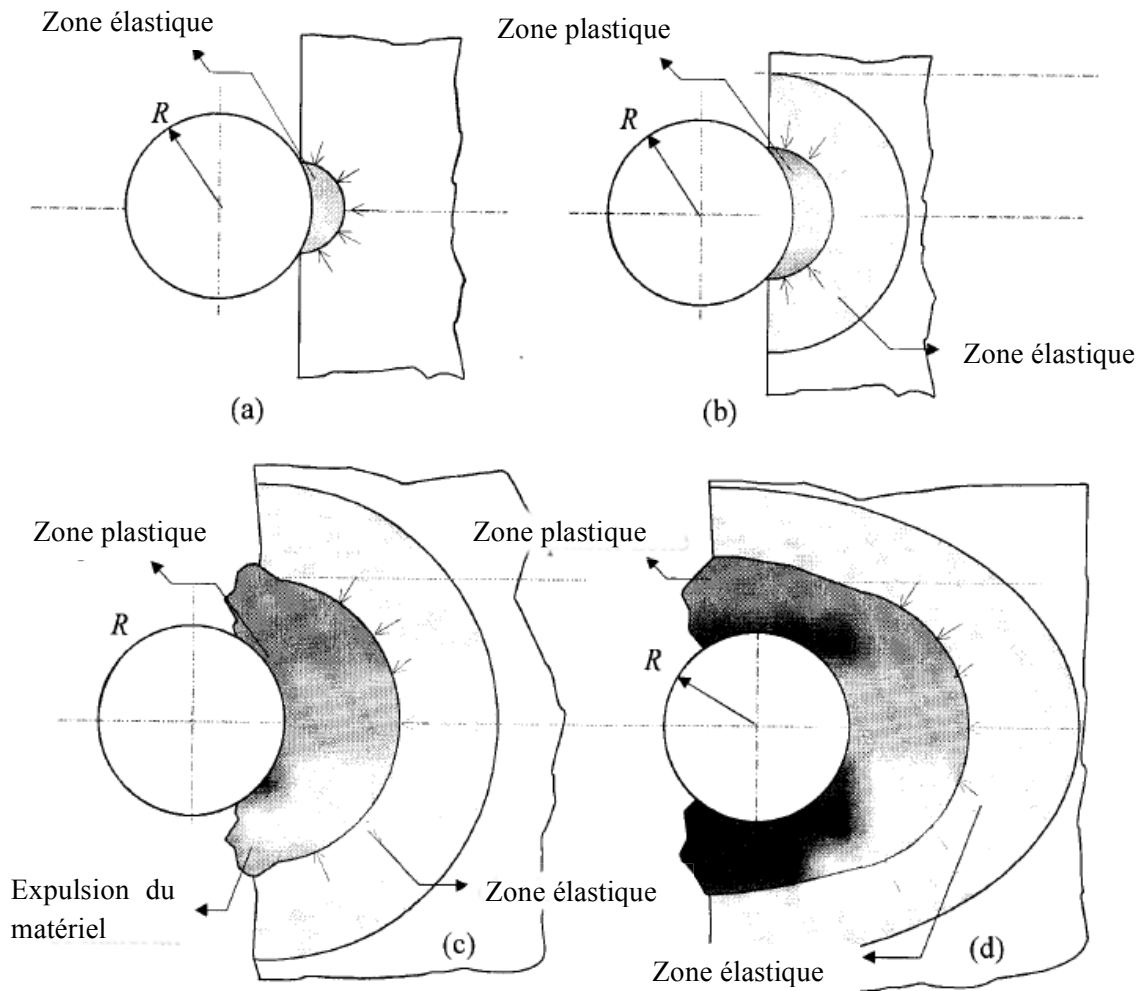 Zone élastique
Zone plastique
R
R
Zone élastique
(a)
(b)
Zone plastique
Zone plastique
R
R
Expulsion du
matériel
Zone élastique
(c)
(d)
Zone élastique